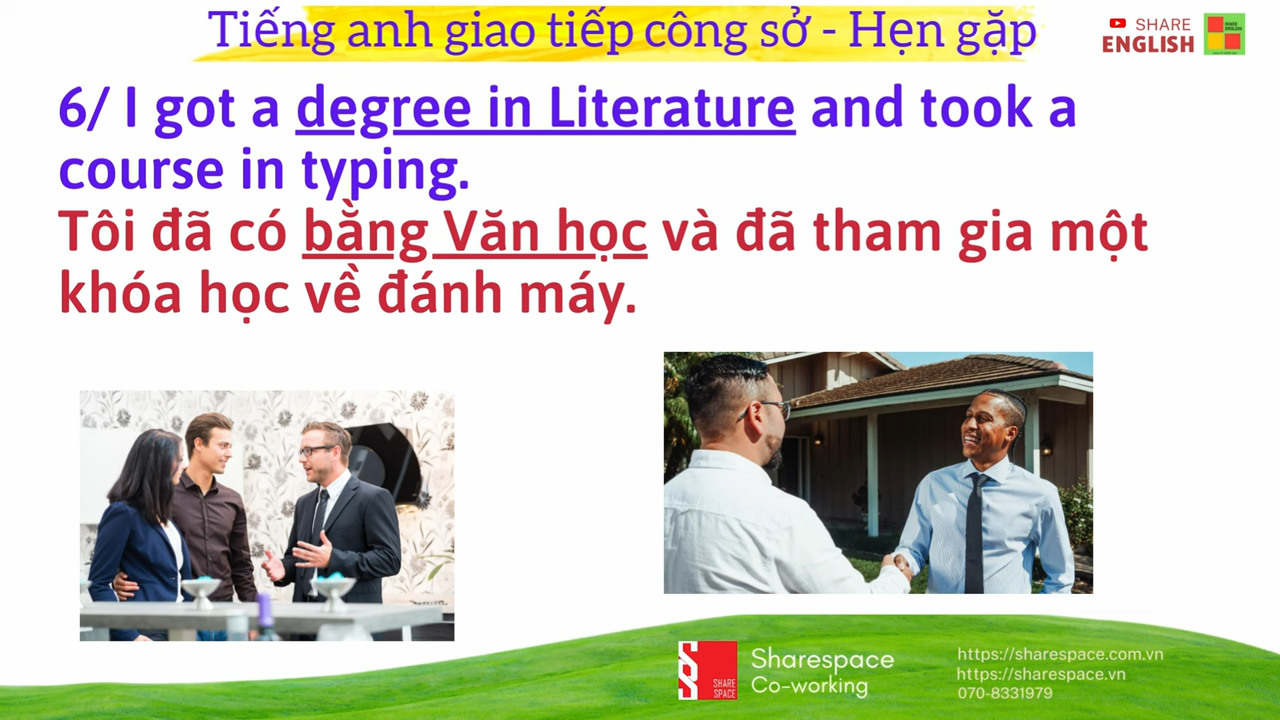 Tiếng anh giao tiếp công sở - Hẹn gặp
SHARE
ENGLISH
6/ I got a degree in Literature and took a
course in typing.
Tôi đã có bằng Văn học và đã tham gia một
khóa học về đánh máy.
SHARE
SPACE
Sharespace
Co-working
https://sharespace.com.vn
https://sharespace.vn
070-8331979